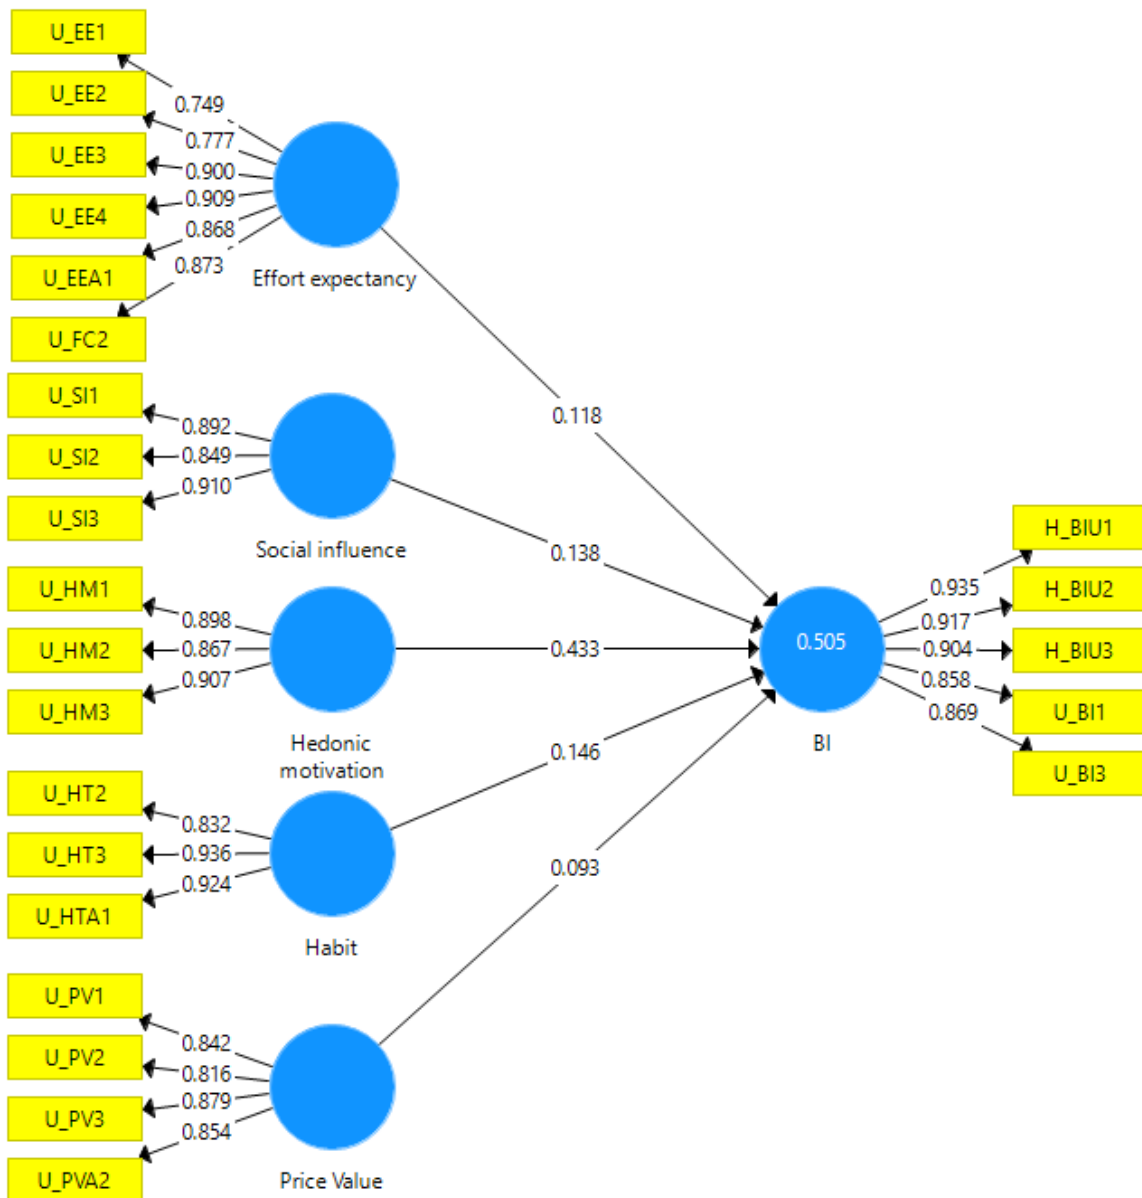 U_EE1
U_EE2
U_EE3
U_EE4
U_EEA1
U_FC2
0.749
0.777
0.900
0.909
0.868
0.873
Effort expectancy
0.118
U_SI1
U_SI2
U_SI3
0.892
0.849
0.910
Social influence
0.138
U_HM1
U_HM2
U_HM3
0.898
0.867
0.907
Hedonic
motivation
0.433
U_HT2
U_HT3
U_HTA1
0.832
0.936
0.924
Habit
0.146
U_PV1
U_PV2
U_PV3
U_PVA2
0.842
0.816
0.879
0.854
Price Value
0.093
0.505
BI
0.935
0.917
0.904
0.858
0.869
H_BIU1
H_BIU2
H_BIU3
U_BI1
U_BI3